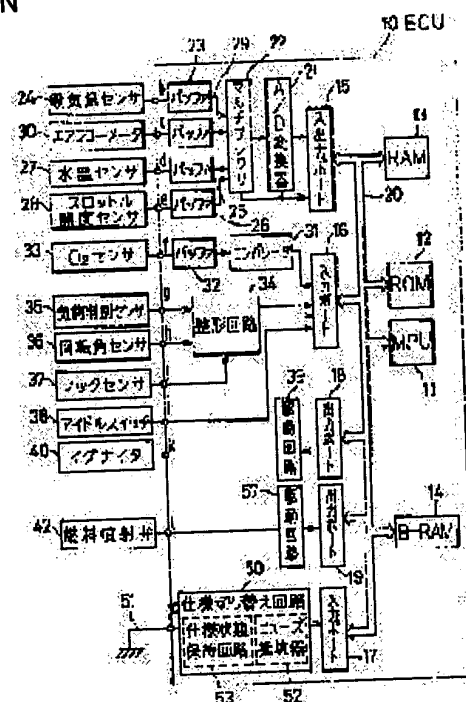 N
10 ECU
23 29 22
24 吸気温センサ b バッファ マルチプレクサ 21 A/D変換器 15 入出力ポート
30 エアフローメータ c バッファ
27 水温センサ d バッファ
28 スロットル開度センサ e バッファ
25
26
13 RAM
20
12 ROM
11 MPU
33 O₂センサ f バッファ 31 コンパレータ 16 入力ポート
32
34 整形回路
35 気筒判別センサ g
36 回転角センサ h
37 ノックセンサ
38 アイドルスイッチ
40 イグナイタ k
39 駆動回路 18 出力ポート
42 燃料噴射弁 駆動回路 出力ポート
19
14 B-RAM
50
51 仕様切り替え回路 入力ポート
仕様状態保持回路 ヒューズ抵抗器
17
53 52